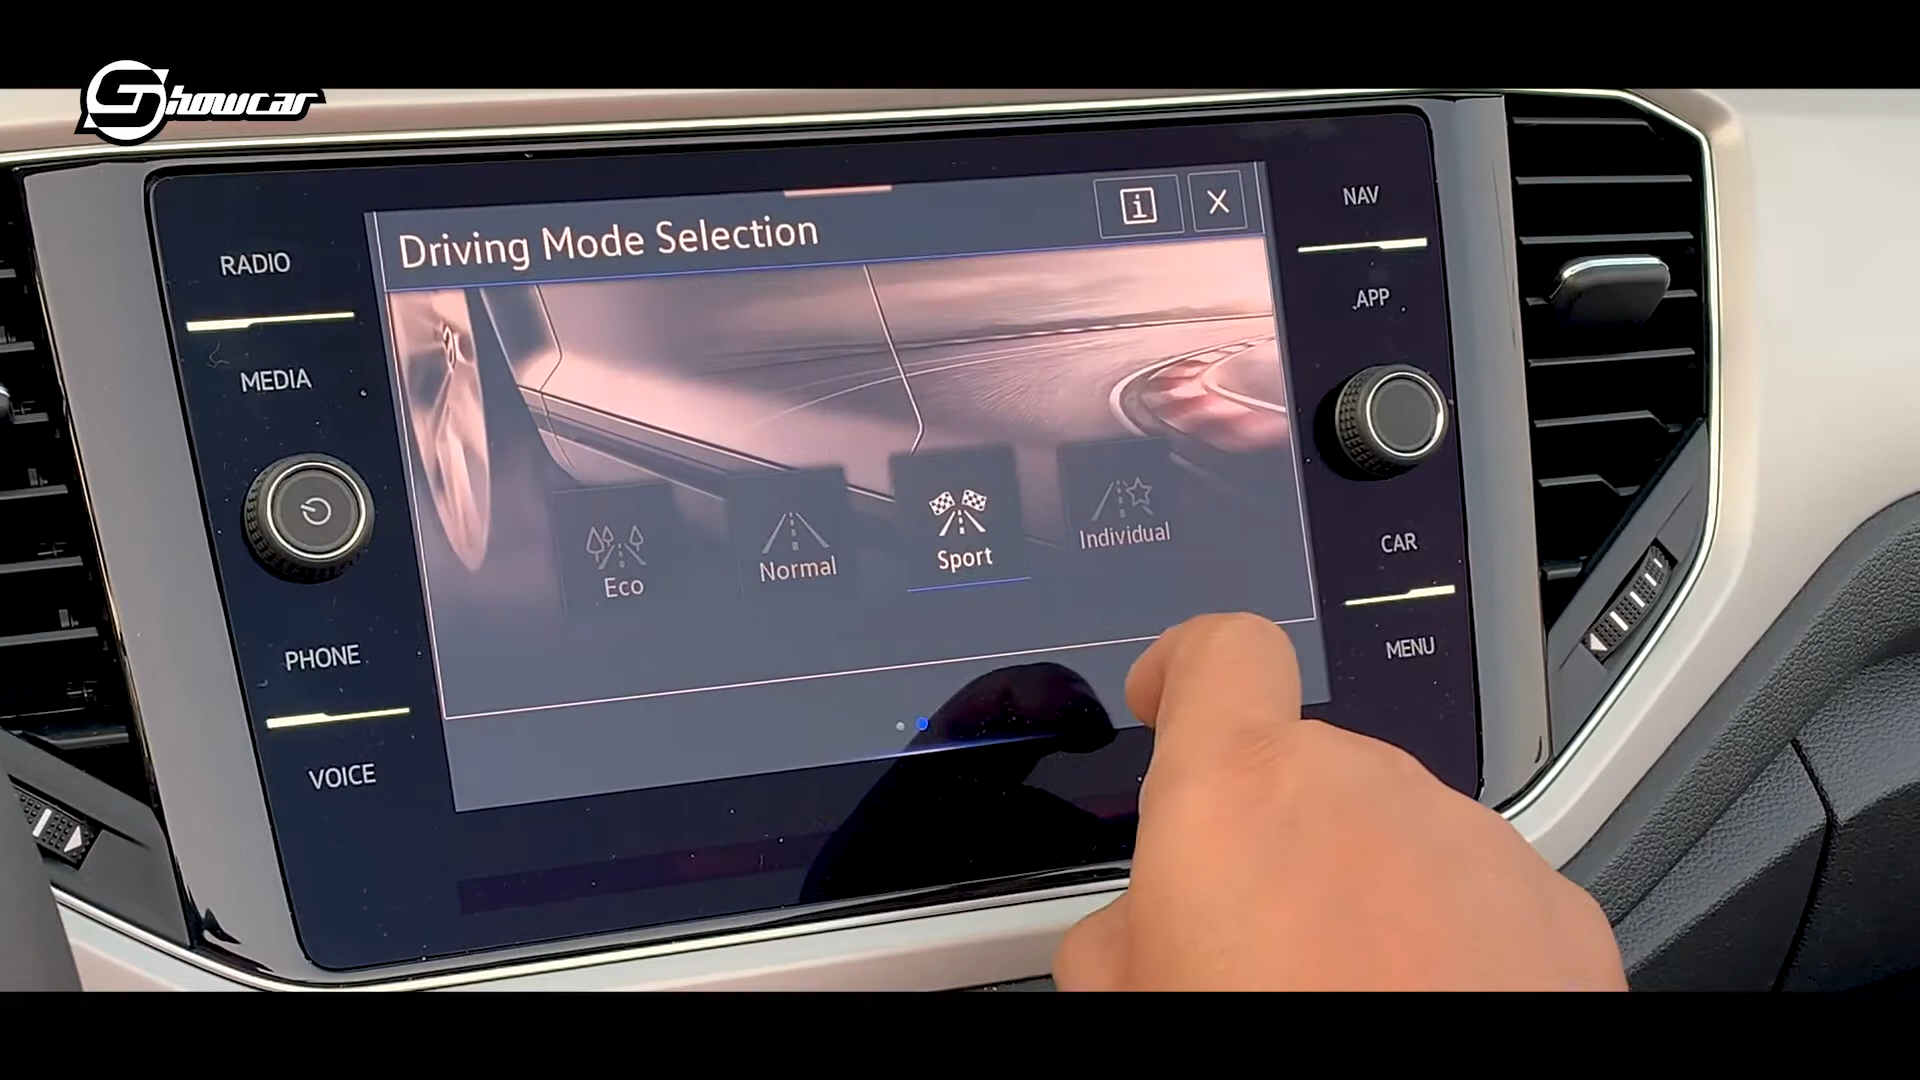 Showcar
Driving Mode Selection
i
X
RADIO
MEDIA
PHONE
VOICE
Eco
Normal
Sport
Individual
NAV
APP
CAR
MENU